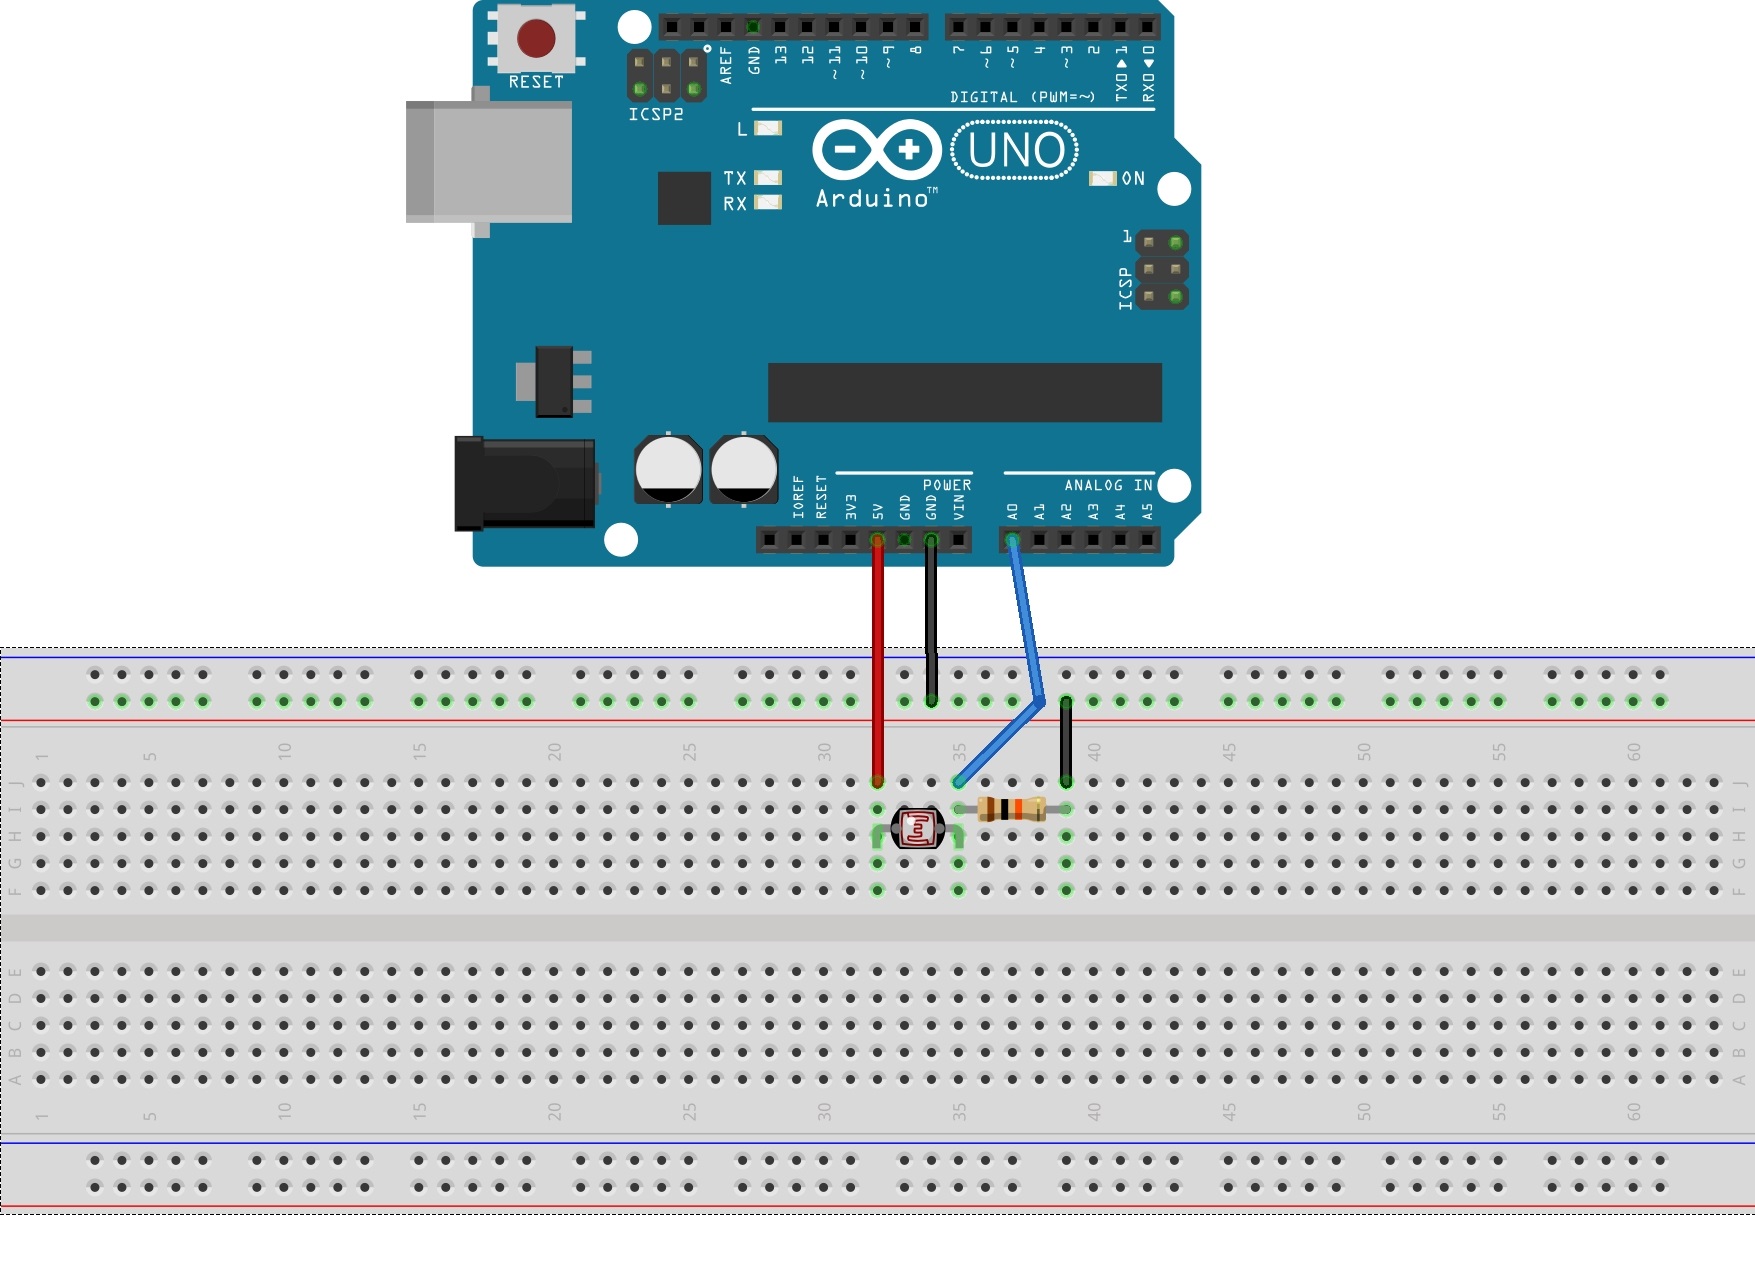 RESET
ICSP2
AREF
GND
13
12
~11
~10
~9
8
7
~6
~5
4
~3
2
TX0 ▶ 1
RX0 ◀ 0
DIGITAL (PWM=~)
L
TX
RX
Arduino™
UNO
ON
1
ICSP
POWER
ANALOG IN
IOREF
RESET
3V3
5V
GND
GND
VIN
A0
A1
A2
A3
A4
A5
1 5 10 15 20 25 30 35 40 45 50 55 60
J J
I I
H H
G G
F F
E E
D D
C C
B B
A A
1 5 10 15 20 25 30 35 40 45 50 55 60